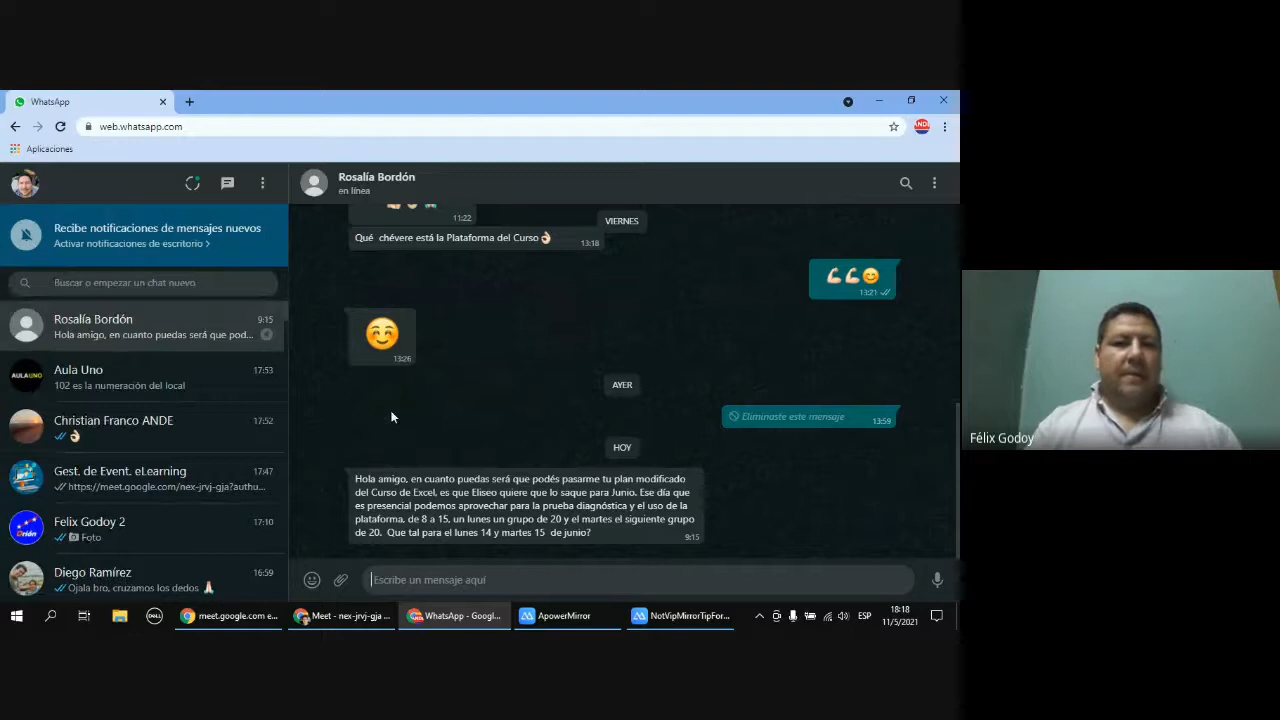 WhatsApp
web.whatsapp.com
ANDE
Aplicaciones
Recibe notificaciones de mensajes nuevos
Activar notificaciones de escritorio >
Buscar o empezar un chat nuevo
Rosalía Bordón
9:15
Hola amigo, en cuanto puedas será que pod...
AULAUNO
Aula Uno
17:53
102 es la numeración del local
Christian Franco ANDE
17:52
Gest. de Event. eLearning
17:47
https://meet.google.com/nex-jrvj-gja?authu...
Orión
Felix Godoy 2
17:10
Foto
Diego Ramírez
16:59
Ojala bro, cruzamos los dedos
Rosalía Bordón
en línea
11:22
VIERNES
Qué chévere está la Plataforma del Curso
13:18
13:21
13:26
AYER
Eliminaste este mensaje
13:59
HOY
Hola amigo, en cuanto puedas será que podés pasarme tu plan modificado
del Curso de Excel, es que Eliseo quiere que lo saque para Junio. Ese día que
es presencial podemos aprovechar para la prueba diagnóstica y el uso de la
plataforma, de 8 a 15, un lunes un grupo de 20 y el martes el siguiente grupo
de 20. Que tal para el lunes 14 y martes 15 de junio?
9:15
Escribe un mensaje aquí
Félix Godoy
DELL
meet.google.com e...
Meet - nex-jrvj-gja ...
WhatsApp - Googl...
ApowerMirror
NotVipMirrorTipFor...
ESP
18:18
11/5/2021